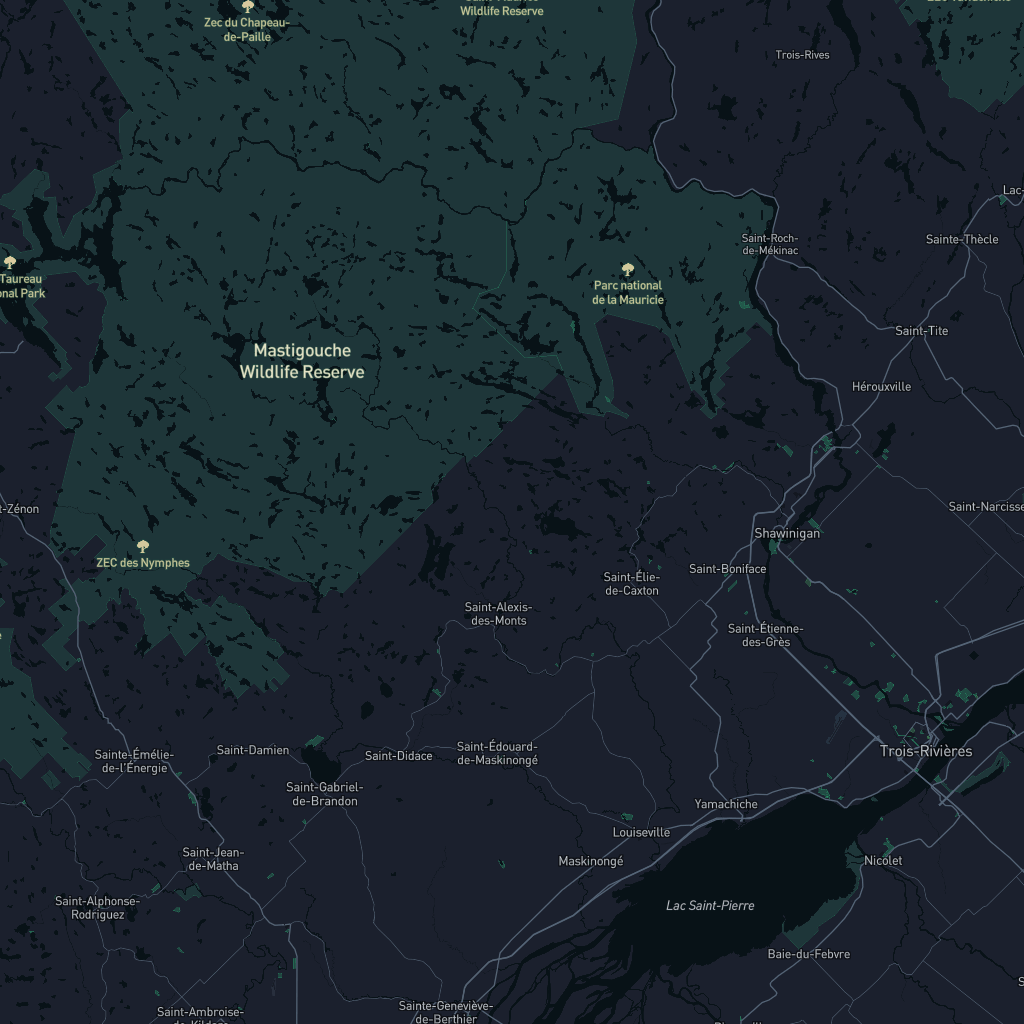 Zec du Chapeau-
de-Paille
Wildlife Reserve
Trois-Rives
Lac-
Saint-Roch-
de-Mékinac
Sainte-Thècle
Taureau
onal Park
Parc national
de la Mauricie
Saint-Tite
Mastigouche
Wildlife Reserve
Hérouxville
t-Zénon
Saint-Narcisse
Shawinigan
ZEC des Nymphes
Saint-Boniface
Saint-Élie-
de-Caxton
Saint-Alexis-
des-Monts
Saint-Étienne-
des-Grès
Sainte-Émélie-
de-l'Énergie
Saint-Damien
Saint-Didace
Saint-Édouard-
de-Maskinongé
Trois-Rivières
Saint-Gabriel-
de-Brandon
Yamachiche
Louiseville
Saint-Jean-
de-Matha
Maskinongé
Nicolet
Saint-Alphonse-
Rodriguez
Lac Saint-Pierre
Baie-du-Febvre
Saint-Ambroise-
Sainte-Geneviève-
de-Berthier